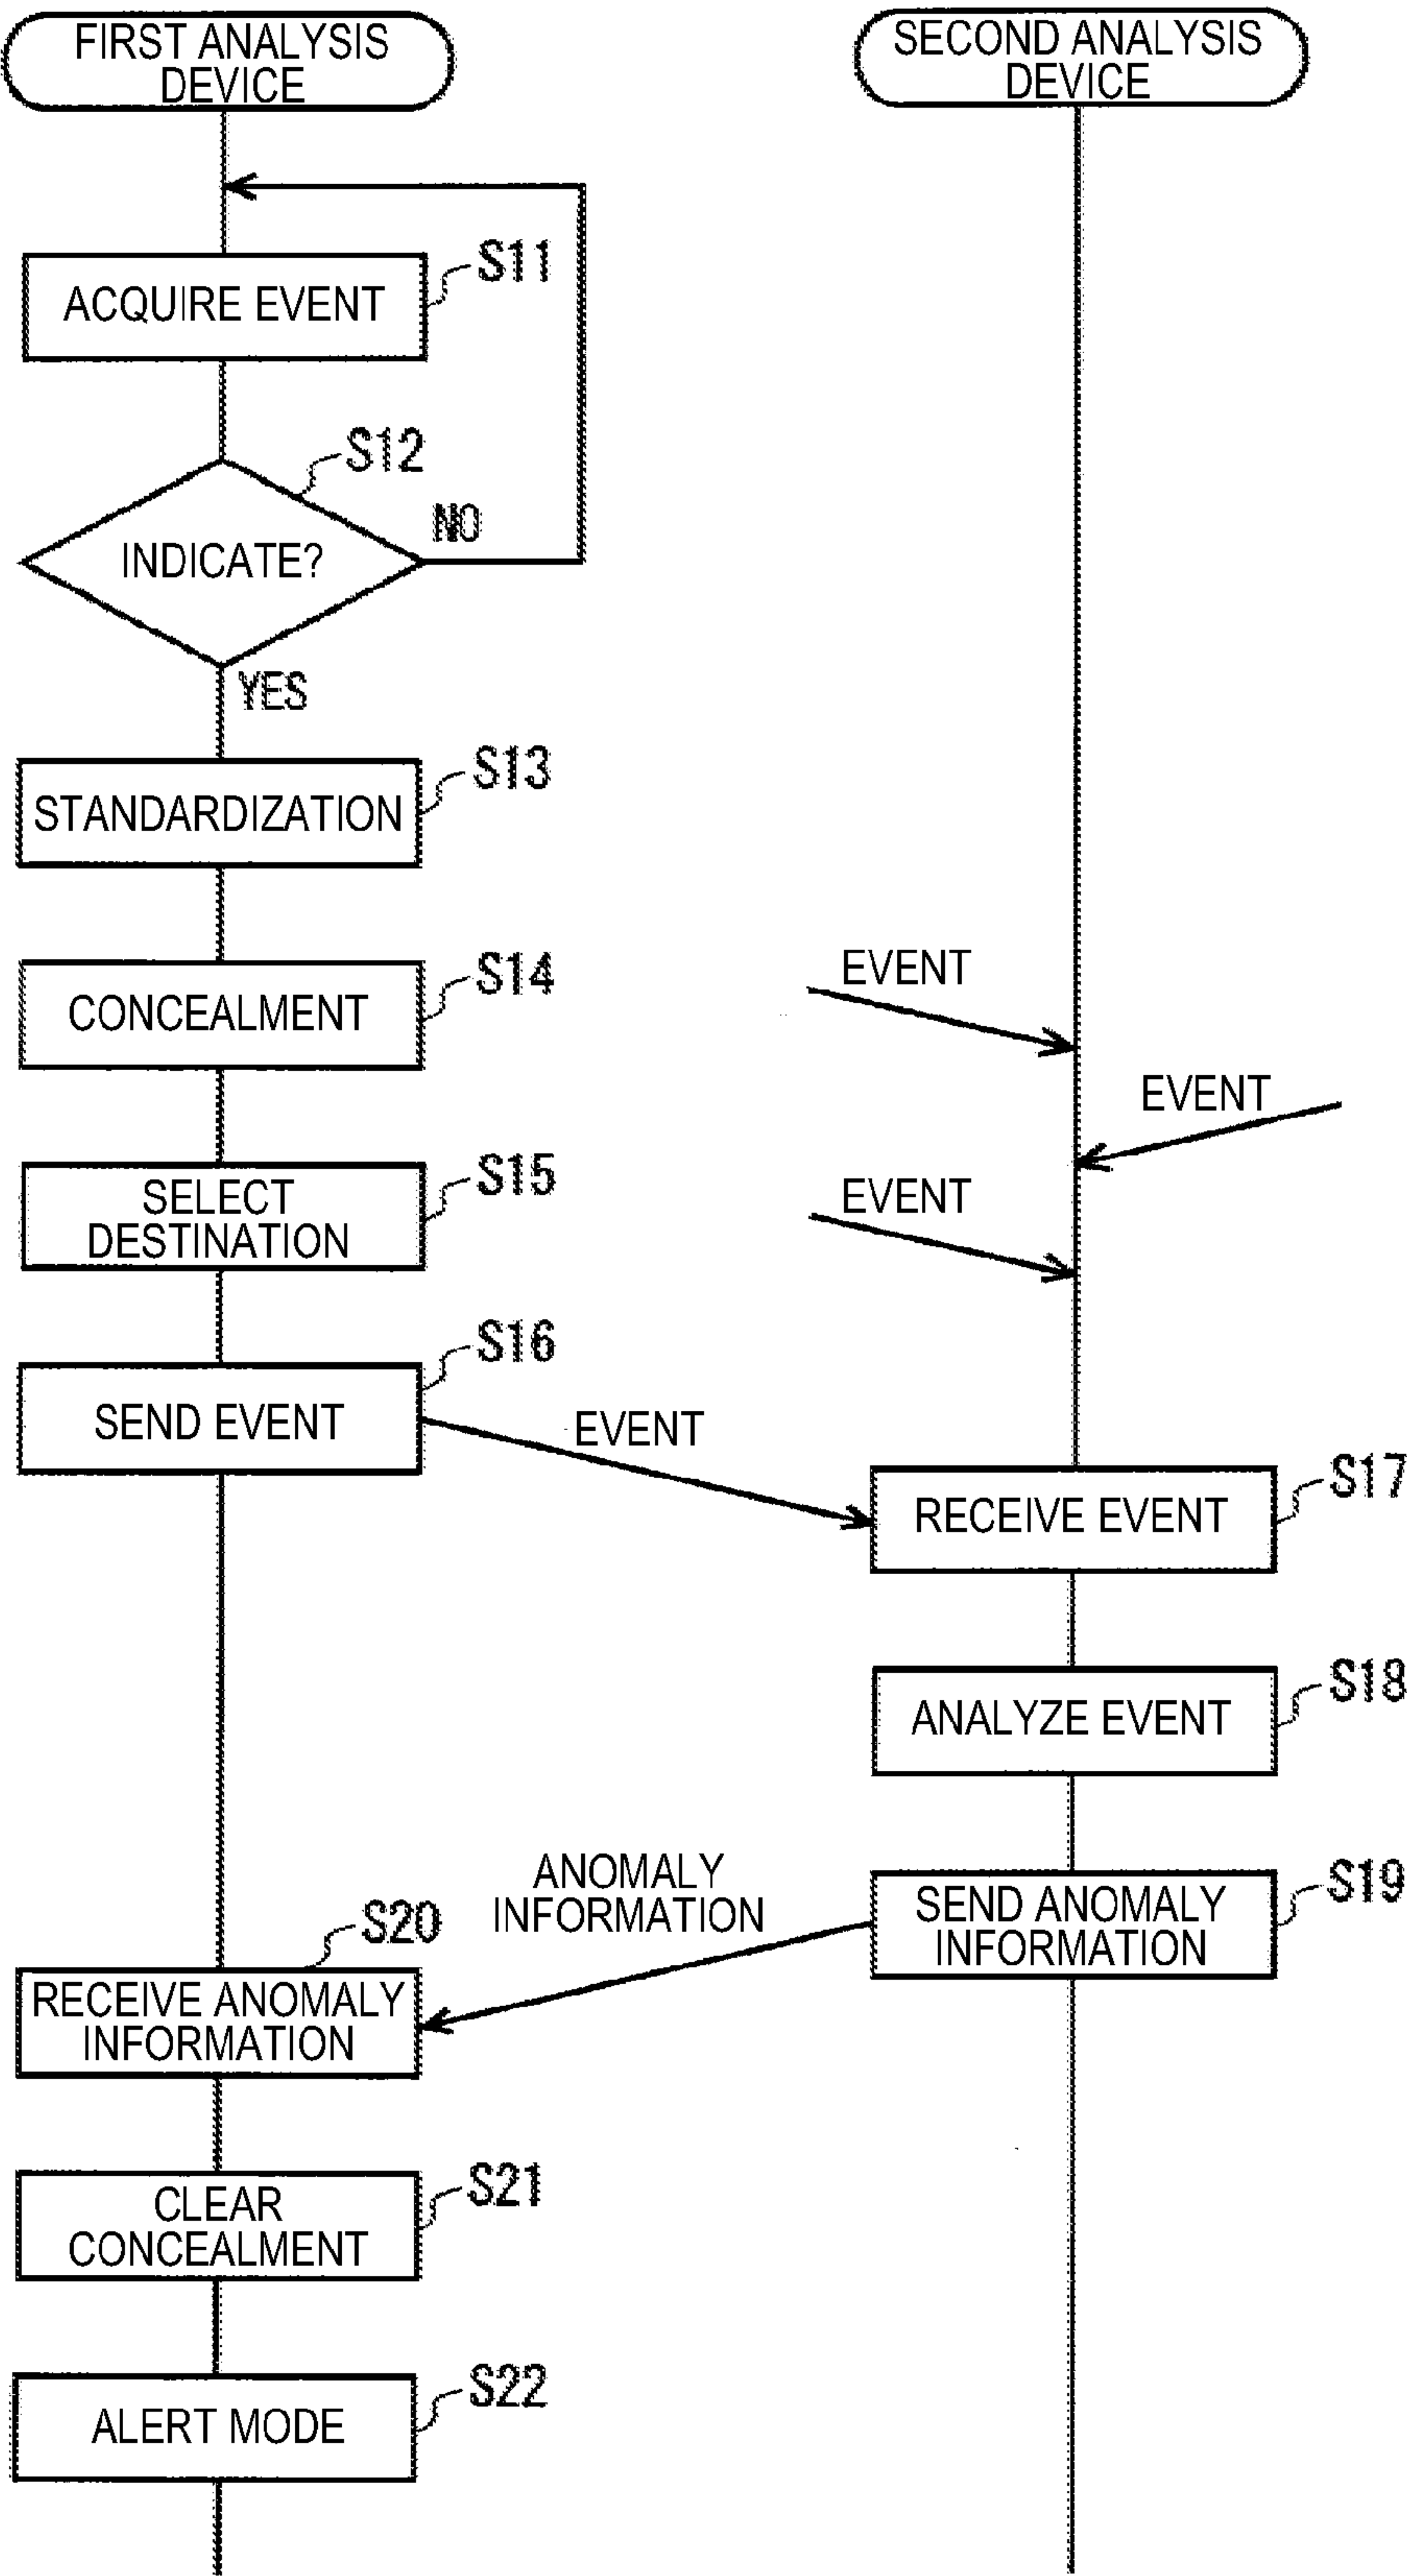 FIRST ANALYSIS
DEVICE
SECOND ANALYSIS
DEVICE
S11
ACQUIRE EVENT
S12
NO
INDICATE?
YES
S13
STANDARDIZATION
S14
CONCEALMENT
EVENT
EVENT
S15
SELECT
DESTINATION
EVENT
S16
SEND EVENT
EVENT
S17
RECEIVE EVENT
S18
ANALYZE EVENT
ANOMALY
INFORMATION
S19
SEND ANOMALY
INFORMATION
S20
RECEIVE ANOMALY
INFORMATION
S21
CLEAR
CONCEALMENT
S22
ALERT MODE